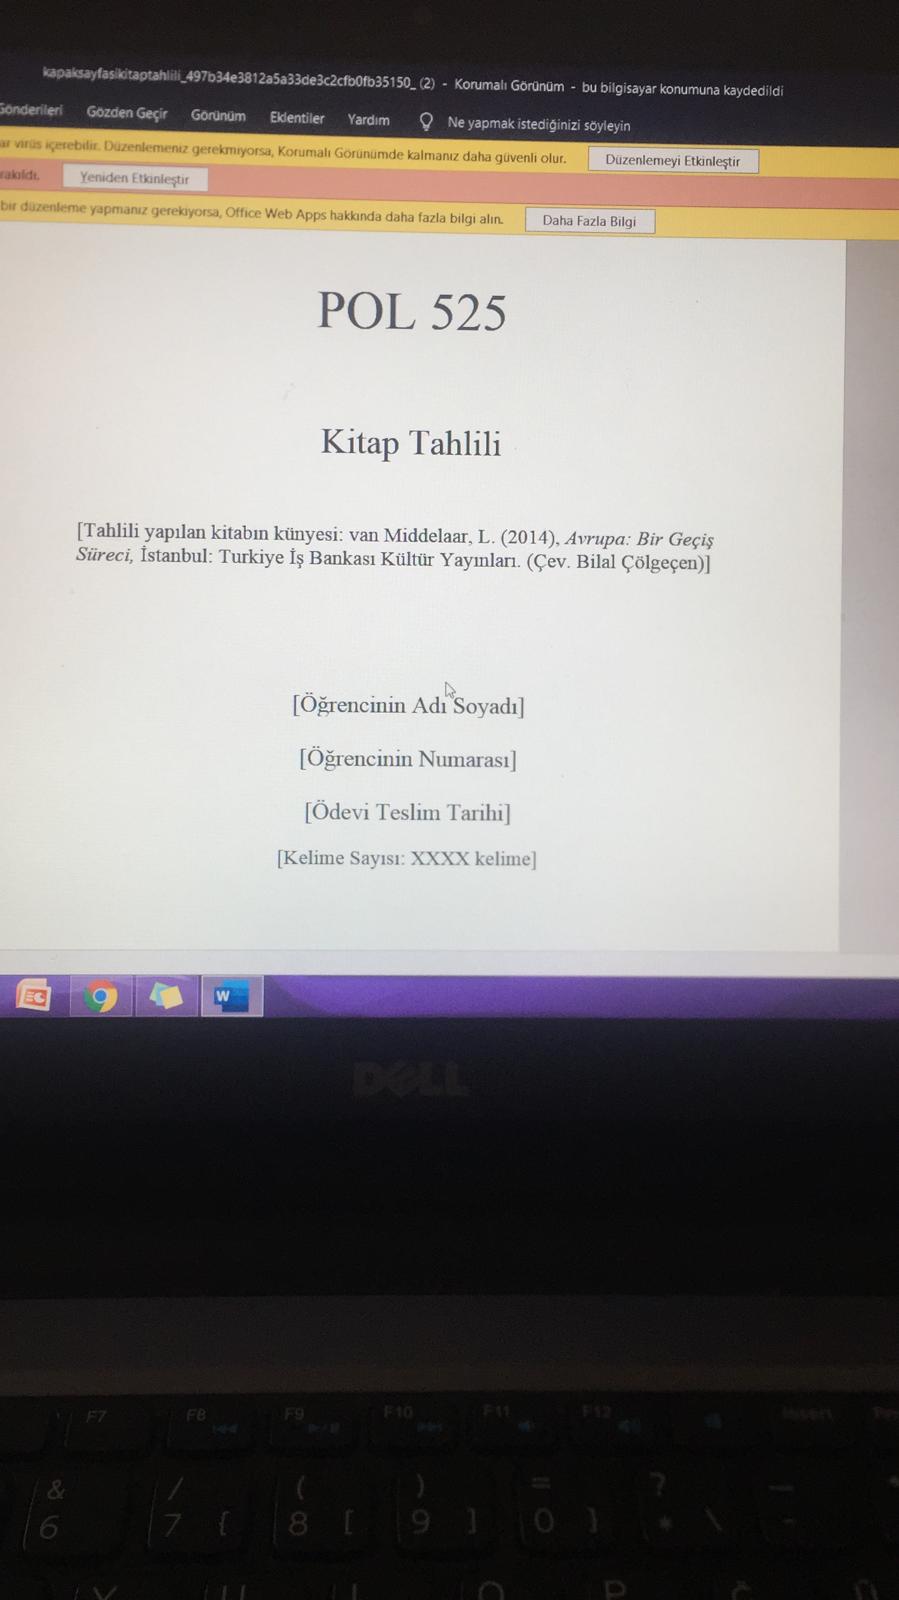 kapaksayfasikitaptahlili_497b34e3812a5a33de3c2cfb0fb35150_ (2) - Korumalı Görünüm - bu bilgisayar konumuna kaydedildi
Gönderileri Gözden Geçir Görünüm Eklentiler Yardım Ne yapmak istediğinizi söyleyin
virüs içerebilir. Düzenlemeniz gerekmiyorsa, Korumalı Görünümde kalmanız daha güvenli olur. Düzenlemeyi Etkinleştir
Yeniden Etkinleştir
bir düzenleme yapmanız gerekiyorsa, Office Web Apps hakkında daha fazla bilgi alın. Daha Fazla Bilgi
POL 525
Kitap Tahlili
[Tahlili yapılan kitabın künyesi: van Middelaar, L. (2014), Avrupa: Bir Geçiş
Süreci, İstanbul: Turkiye İş Bankası Kültür Yayınları. (Çev. Bilal Çölgeçen)]
[Öğrencinin Adı Soyadı]
[Öğrencinin Numarası]
[Ödevi Teslim Tarihi]
[Kelime Sayısı: XXXX kelime]
W
DELL
F7 F8 F9 F10 F11 F12 Insert
& / ( ) = ? _
6 7 { 8 [ 9 ] 0 } * \ -